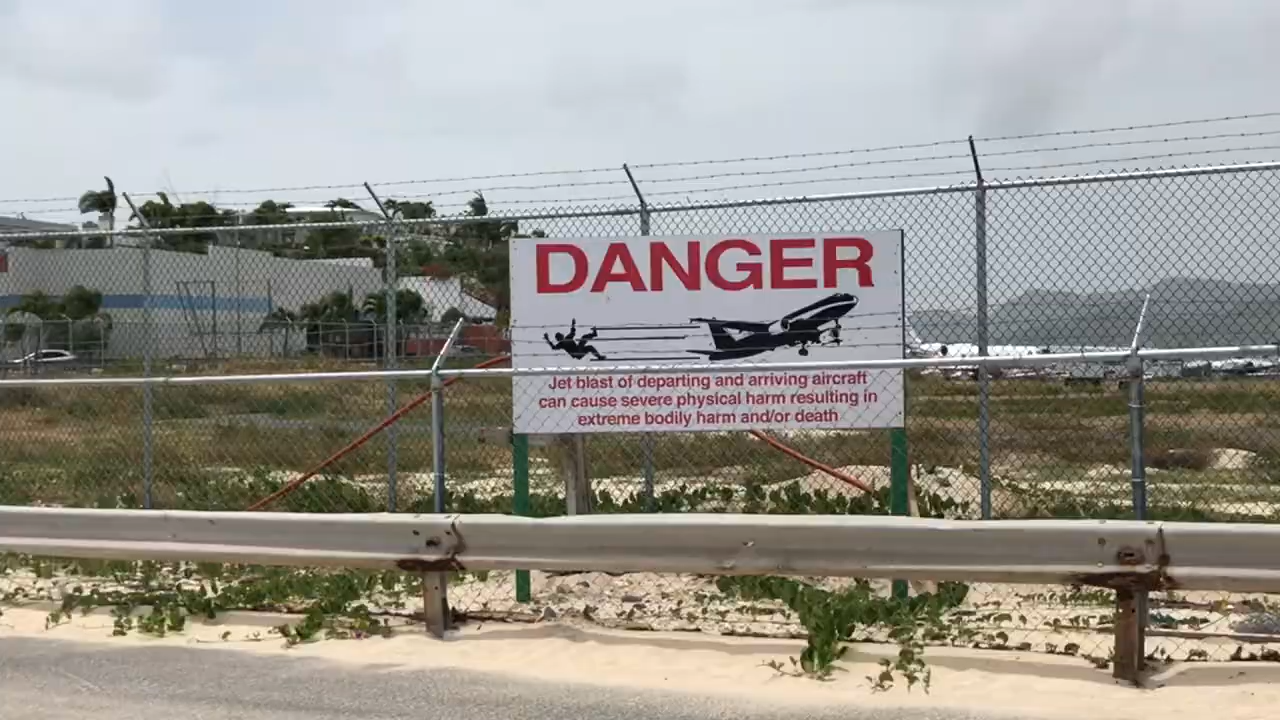 DANGER
Jet blast of departing and arriving aircraft
can cause severe physical harm resulting in
extreme bodily harm and/or death